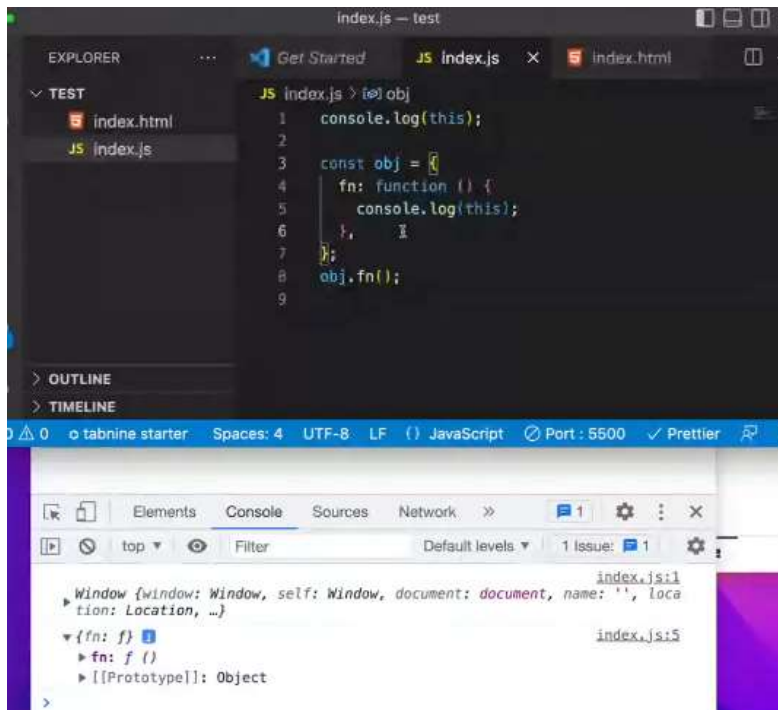 index.js — test
EXPLORER ... Get Started JS index.js × index.html
TEST JS index.js > obj
index.html
JS index.js
1 console.log(this);
2
3 const obj = {
4 fn: function () {
5 console.log(this);
6 },
7 };
8 obj.fn();
9
> OUTLINE
> TIMELINE
0 tabnine starter Spaces: 4 UTF-8 LF {} JavaScript Port : 5500 ✓ Prettier
Elements Console Sources Network » 1 ⋮ ×
top ▼ Filter Default levels ▼ 1 Issue: 1
index.js:1
▶ Window {window: Window, self: Window, document: document, name: '', loca
tion: Location, …}
▼ {fn: ƒ} i index.js:5
▶ fn: ƒ ()
▶ [[Prototype]]: Object
>